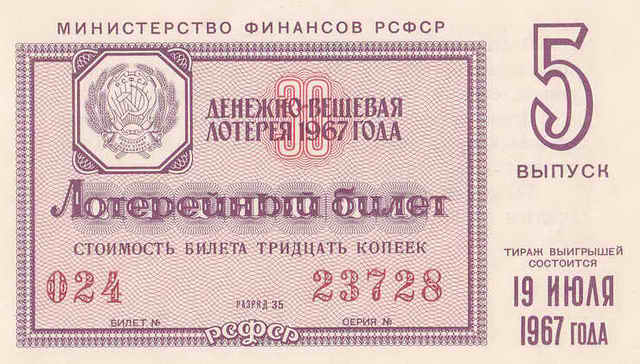 МИНИСТЕРСТВО ФИНАНСОВ РСФСР
30
ДЕНЕЖНО-ВЕЩЕВАЯ
ЛОТЕРЕЯ 1967 ГОДА
Лотерейный билет
СТОИМОСТЬ БИЛЕТА ТРИДЦАТЬ КОПЕЕК
024 23728
РАЗРЯД 35
БИЛЕТ № СЕРИЯ №
РСФСР
5
ВЫПУСК
ТИРАЖ ВЫИГРЫШЕЙ
СОСТОИТСЯ
19 ИЮЛЯ
1967 ГОДА